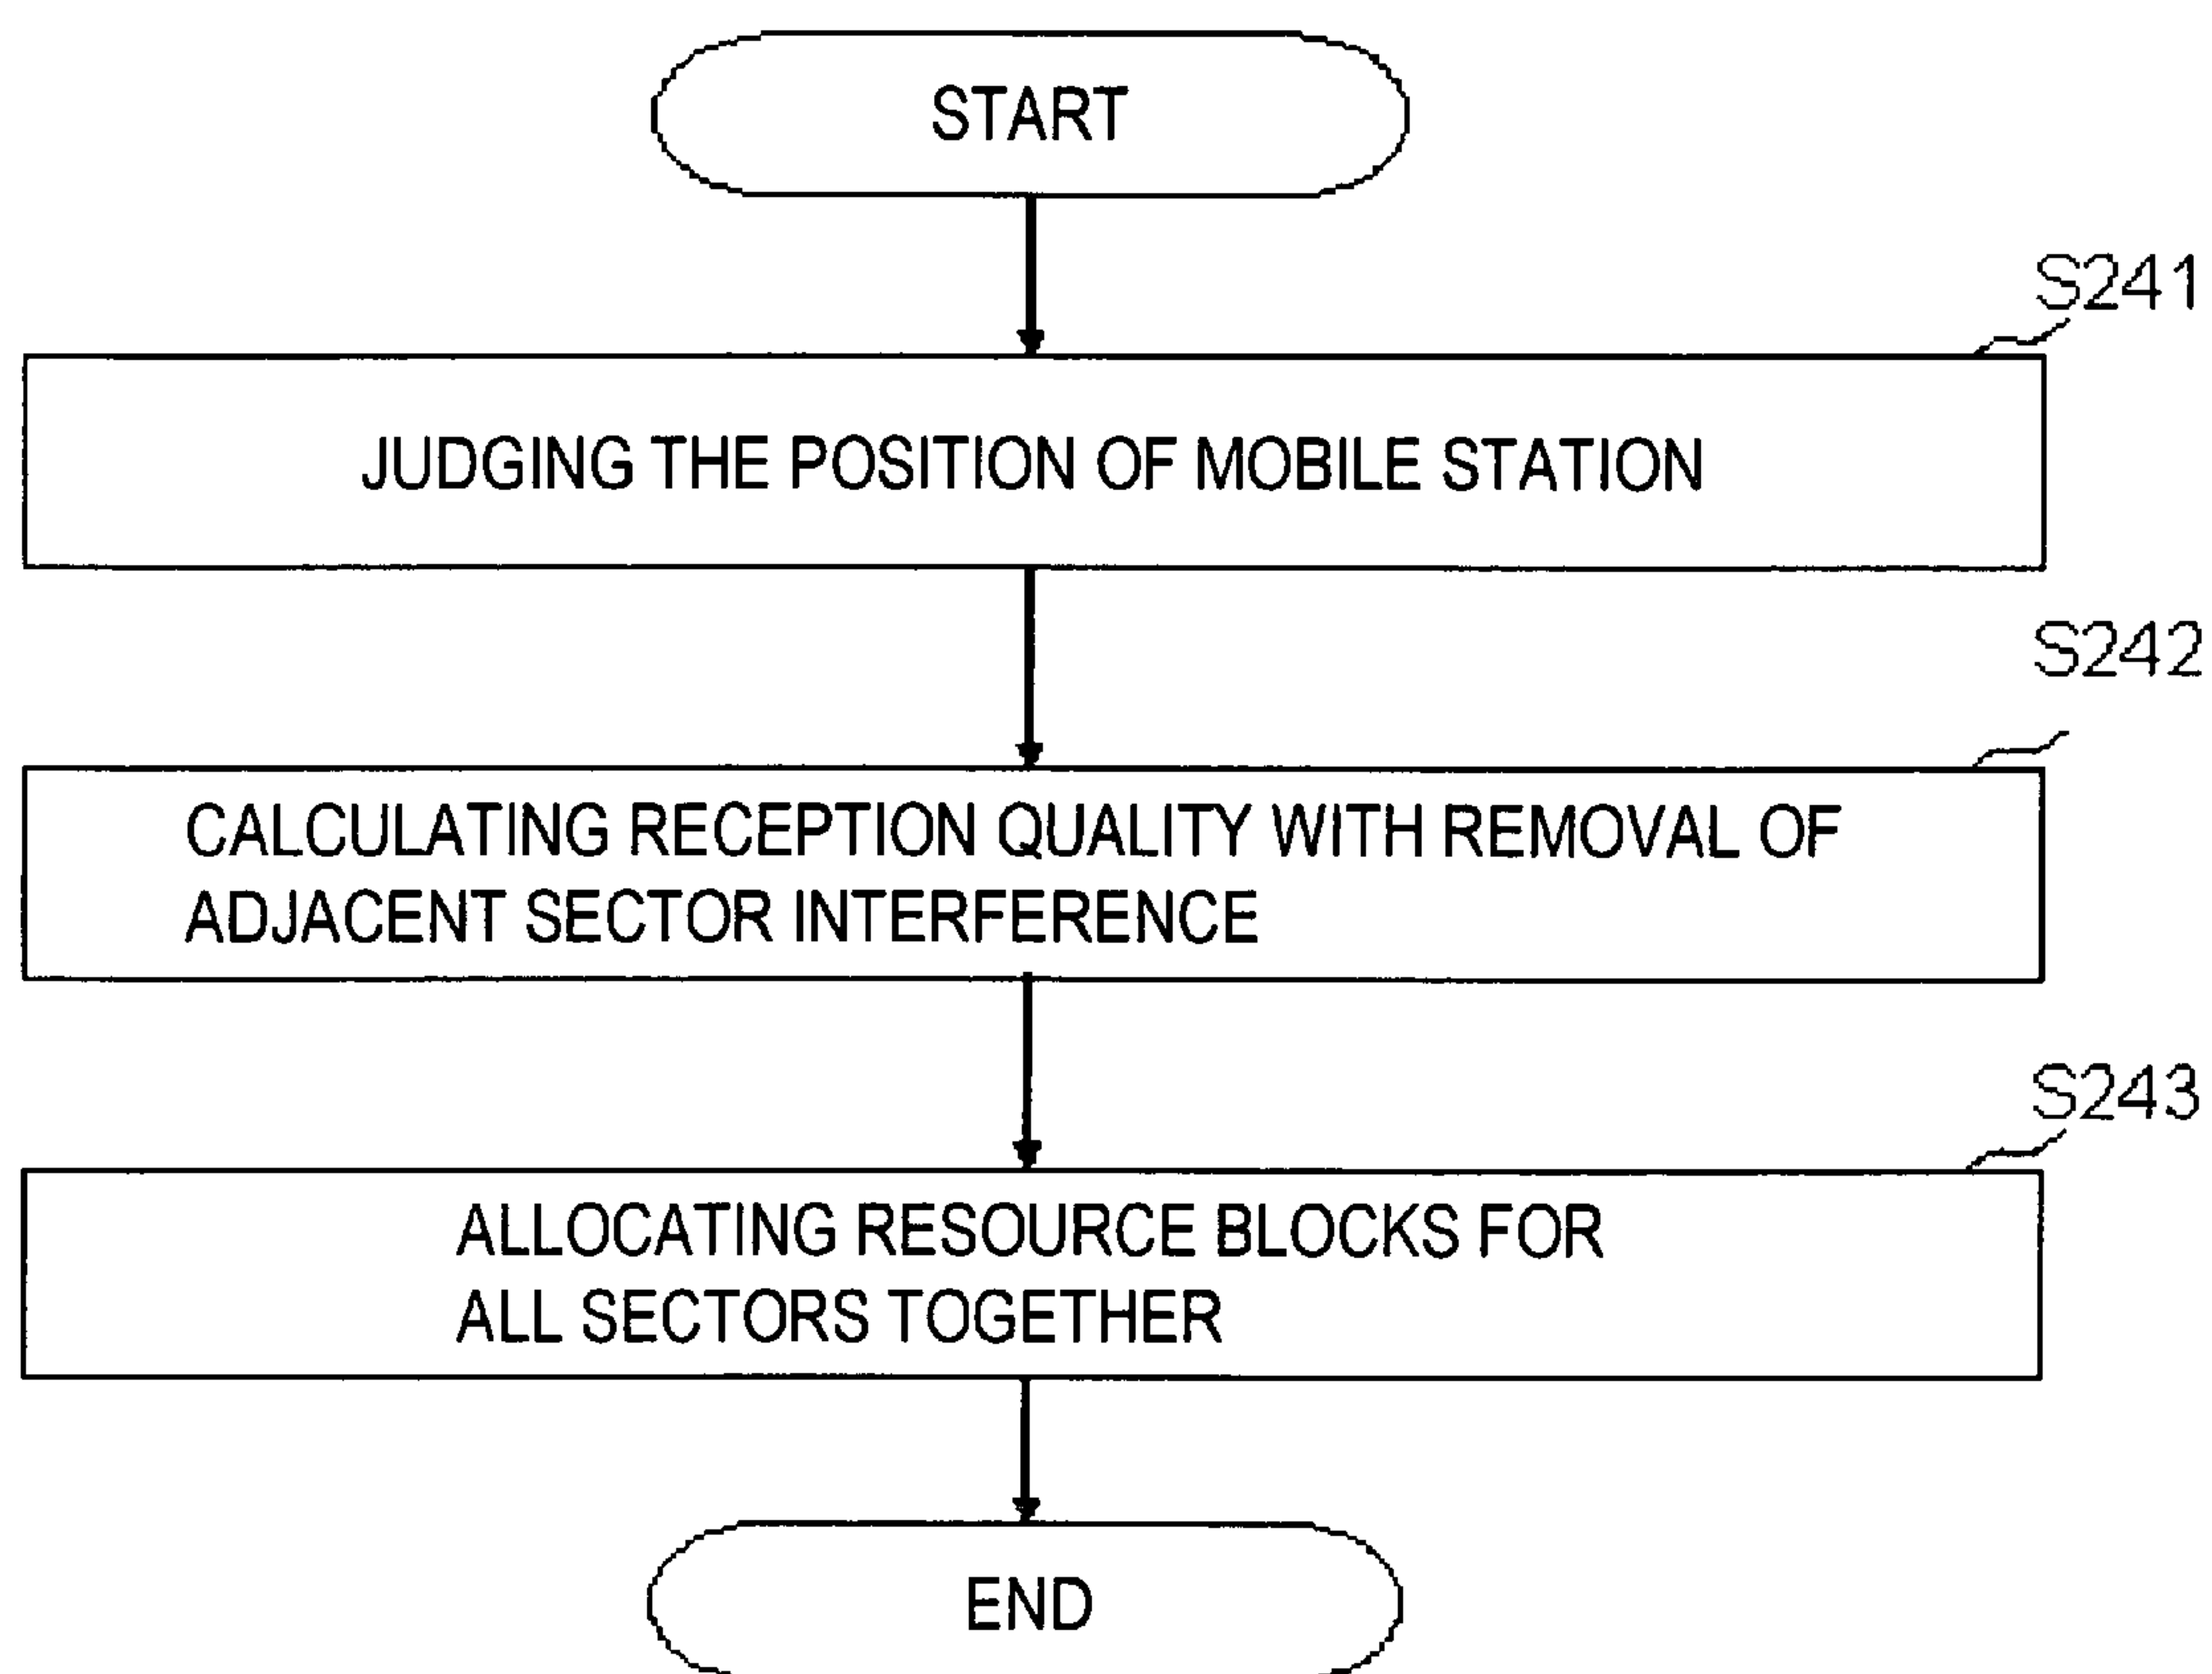 START
S241
JUDGING THE POSITION OF MOBILE STATION
S242
CALCULATING RECEPTION QUALITY WITH REMOVAL OF
ADJACENT SECTOR INTERFERENCE
S243
ALLOCATING RESOURCE BLOCKS FOR
ALL SECTORS TOGETHER
END